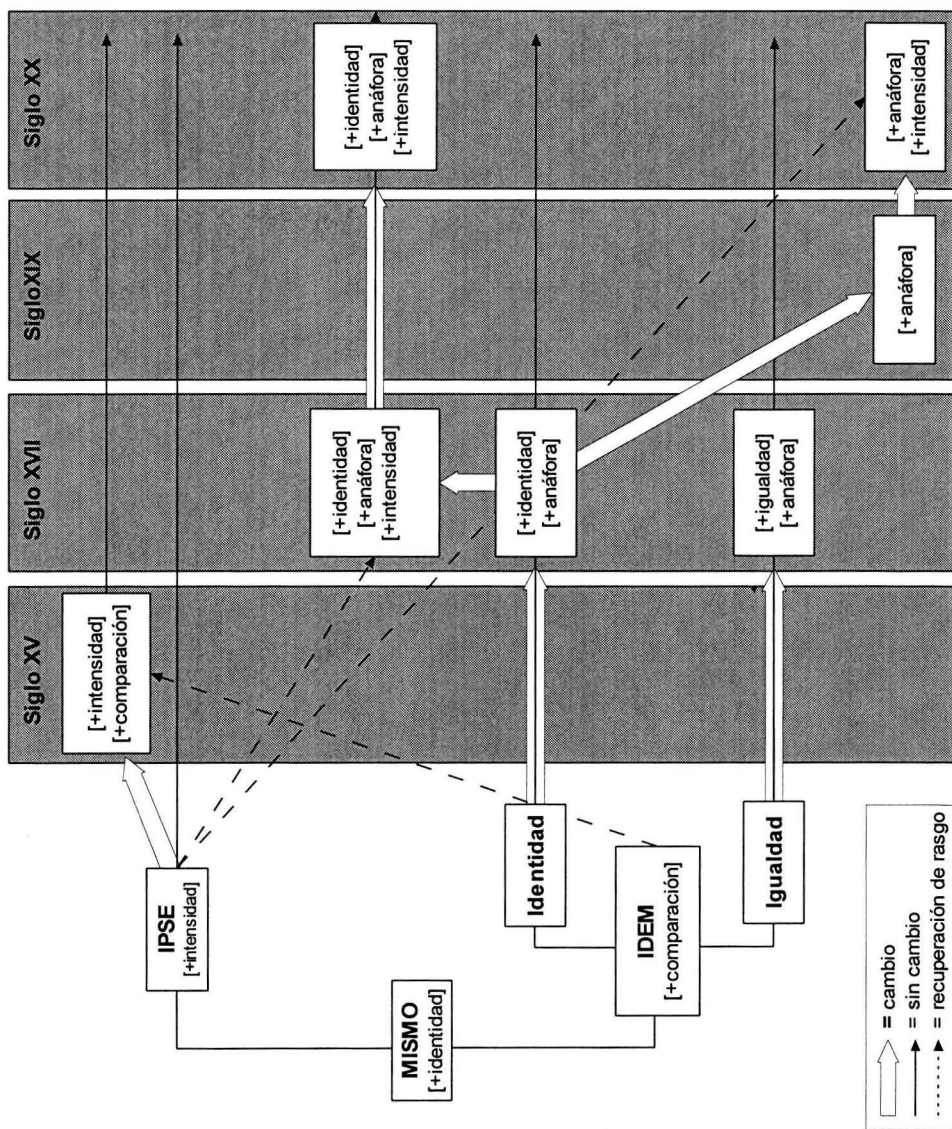 Siglo XV
Siglo XVII
SigloXIX
Siglo XX
MISMO
[+identidad]
IPSE
[+intensidad]
IDEM
[+comparación]
Identidad
Igualdad
[+intensidad]
[+comparación]
[+identidad]
[+anáfora]
[+intensidad]
[+identidad]
[+anáfora]
[+igualdad]
[+anáfora]
[+anáfora]
[+identidad]
[+anáfora]
[+intensidad]
[+anáfora]
[+intensidad]
= cambio
= sin cambio
= recuperación de rasgo